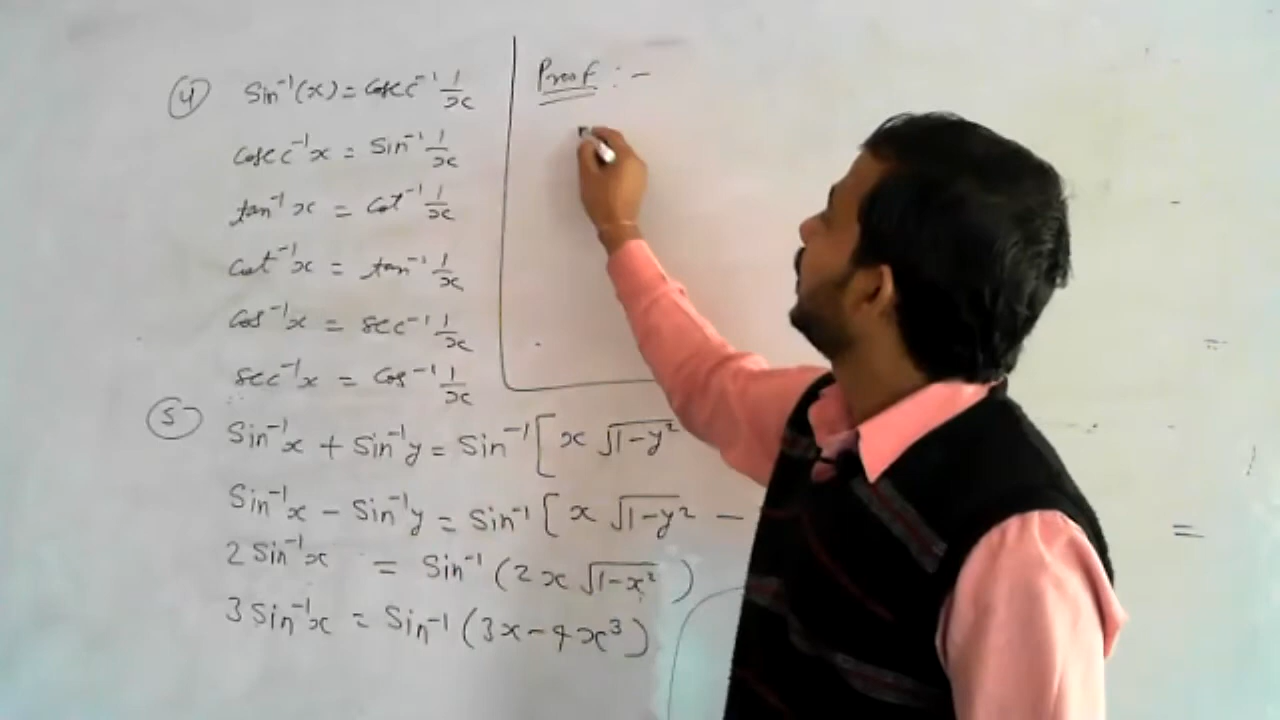 ④ Sin⁻¹(x) = Cosec⁻¹ 1/x
Cosec⁻¹x = Sin⁻¹ 1/x
tan⁻¹x = Cot⁻¹ 1/x
Cot⁻¹x = tan⁻¹ 1/x
Cos⁻¹x = sec⁻¹ 1/x
sec⁻¹x = Cos⁻¹ 1/x
⑤ Sin⁻¹x + Sin⁻¹y = Sin⁻¹[x √1-y²
Sin⁻¹x - Sin⁻¹y = Sin⁻¹[x √1-y² -
2 Sin⁻¹x = Sin⁻¹(2x √1-x²)
3 Sin⁻¹x = Sin⁻¹(3x-4x³)
Proof :-
=
=